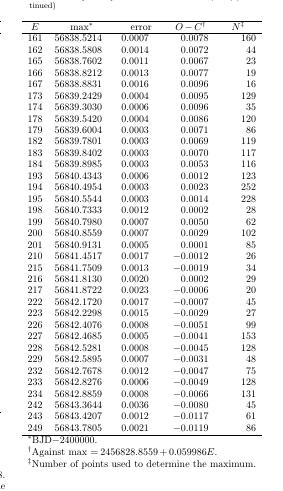 tinued)
E max* error O − C† N‡
161 56838.5214 0.0007 0.0078 160
162 56838.5808 0.0014 0.0072 44
165 56838.7602 0.0011 0.0067 23
166 56838.8212 0.0013 0.0077 19
167 56838.8831 0.0016 0.0096 16
173 56839.2429 0.0004 0.0095 129
174 56839.3030 0.0006 0.0096 35
178 56839.5420 0.0004 0.0086 120
179 56839.6004 0.0003 0.0071 86
182 56839.7801 0.0003 0.0069 119
183 56839.8402 0.0003 0.0070 117
184 56839.8985 0.0003 0.0053 116
193 56840.4343 0.0006 0.0012 123
194 56840.4954 0.0003 0.0023 252
195 56840.5544 0.0003 0.0014 228
198 56840.7333 0.0012 0.0002 28
199 56840.7980 0.0007 0.0050 62
200 56840.8559 0.0007 0.0029 102
201 56840.9131 0.0005 0.0001 85
210 56841.4517 0.0017 −0.0012 26
215 56841.7509 0.0013 −0.0019 34
216 56841.8130 0.0020 0.0002 29
217 56841.8722 0.0023 −0.0006 20
222 56842.1720 0.0017 −0.0007 45
223 56842.2298 0.0015 −0.0029 27
226 56842.4076 0.0008 −0.0051 99
227 56842.4685 0.0005 −0.0041 153
228 56842.5281 0.0008 −0.0045 128
229 56842.5895 0.0007 −0.0031 48
232 56842.7678 0.0012 −0.0047 75
233 56842.8276 0.0006 −0.0049 128
234 56842.8859 0.0008 −0.0066 131
242 56843.3644 0.0036 −0.0080 45
243 56843.4207 0.0012 −0.0117 61
249 56843.7805 0.0021 −0.0119 86
*BJD−2400000.
†Against max = 2456828.8559 + 0.059986E.
‡Number of points used to determine the maximum.